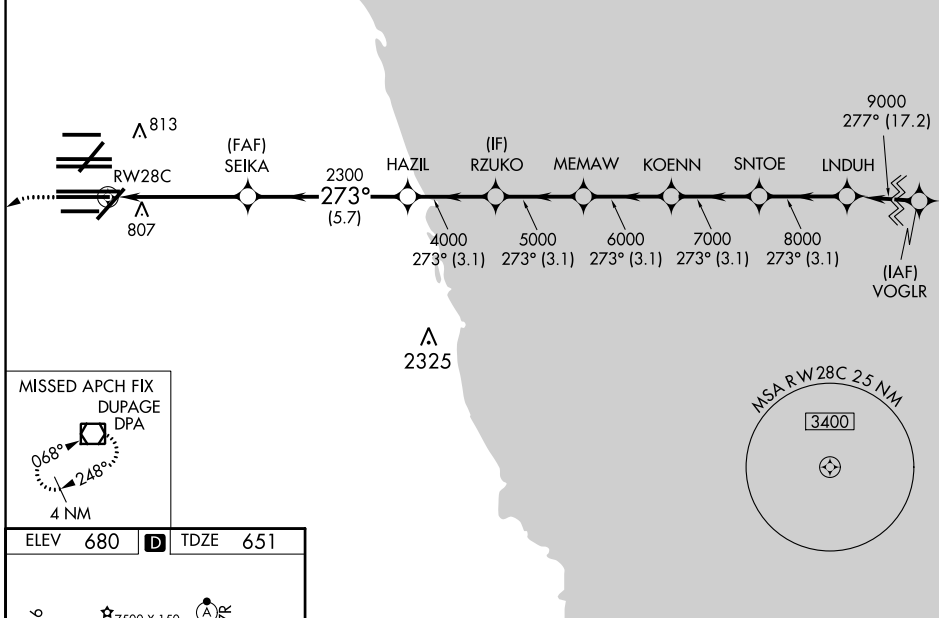 9000
277° (17.2)
813
(FAF)
SEIKA
HAZIL
(IF)
RZUKO
MEMAW
KOENN
SNTOE
LNDUH
RW28C
2300
273°
(5.7)
807
4000
273° (3.1)
5000
273° (3.1)
6000
273° (3.1)
7000
273° (3.1)
8000
273° (3.1)
(IAF)
VOGLR
2325
MISSED APCH FIX
DUPAGE
DPA
068°
248°
4 NM
MSA RW28C 25 NM
3400
ELEV 680 D TDZE 651
A